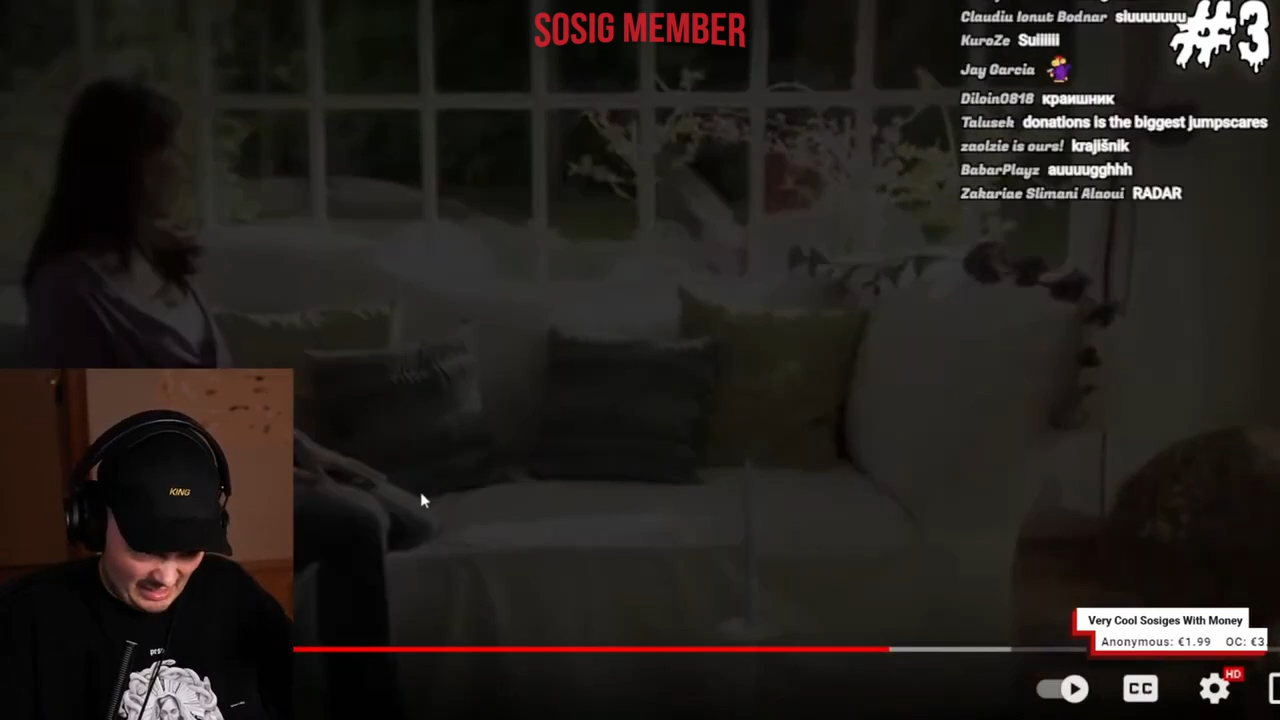 SOSIG MEMBER
#3
Claudiu Ionut Bodnar siuuuuuuu
KuroZe Suiiiiii
Jay Garcia
Diloin0818 краишник
Talusek donations is the biggest jumpscares
zaolzie is ours! krajišnik
BabarPlayz auuuugghhh
Zakariae Slimani Alaoui RADAR
KING
Very Cool Sosiges With Money
Anonymous: €1.99 OC: €3
CC
HD